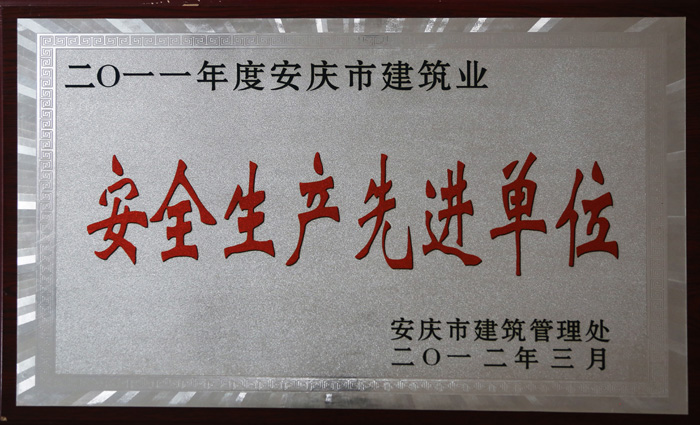 二〇一一年度安庆市建筑业
安全生产先进单位
安庆市建筑管理处
二〇一二年三月